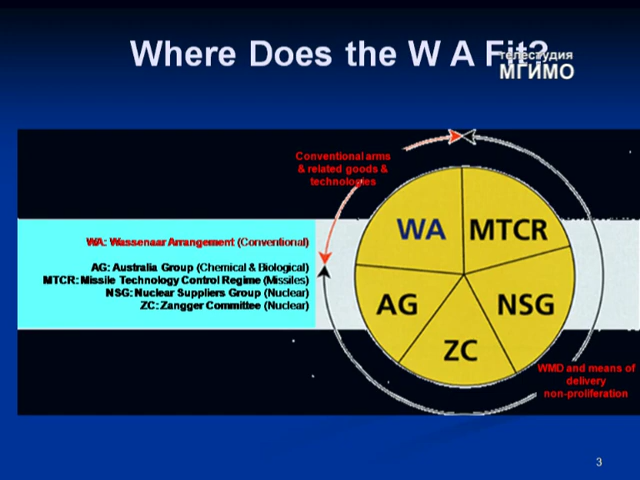 Where Does the W A Fit?
телестудия
МГИМО
Conventional arms
& related goods &
technologies
WA: Wassenaar Arrangement (Conventional)
AG: Australia Group (Chemical & Biological)
MTCR: Missile Technology Control Regime (Missiles)
NSG: Nuclear Suppliers Group (Nuclear)
ZC: Zangger Committee (Nuclear)
WA
MTCR
AG
NSG
ZC
WMD and means of
delivery
non-proliferation
3